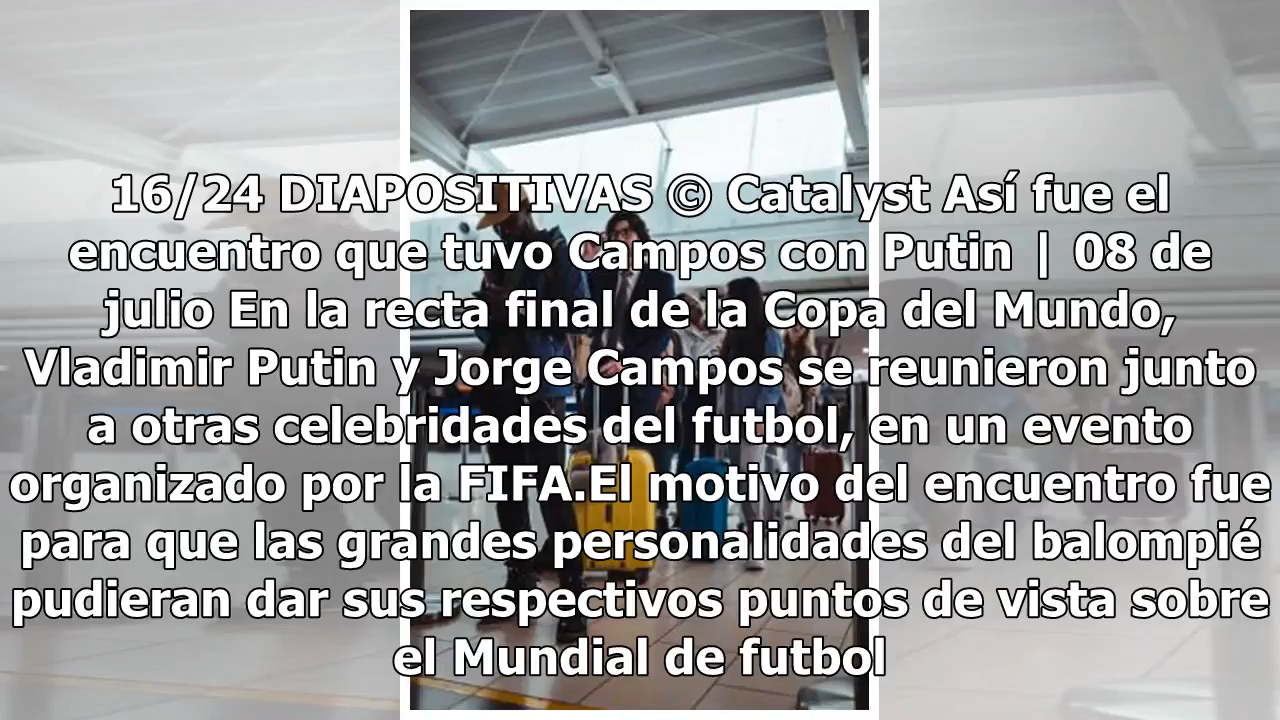 16/24 DIAPOSITIVAS © Catalyst Así fue el
encuentro que tuvo Campos con Putin | 08 de
julio En la recta final de la Copa del Mundo,
Vladimir Putin y Jorge Campos se reunieron junto
a otras celebridades del futbol, en un evento
organizado por la FIFA.El motivo del encuentro fue
para que las grandes personalidades del balompié
pudieran dar sus respectivos puntos de vista sobre
el Mundial de futbol